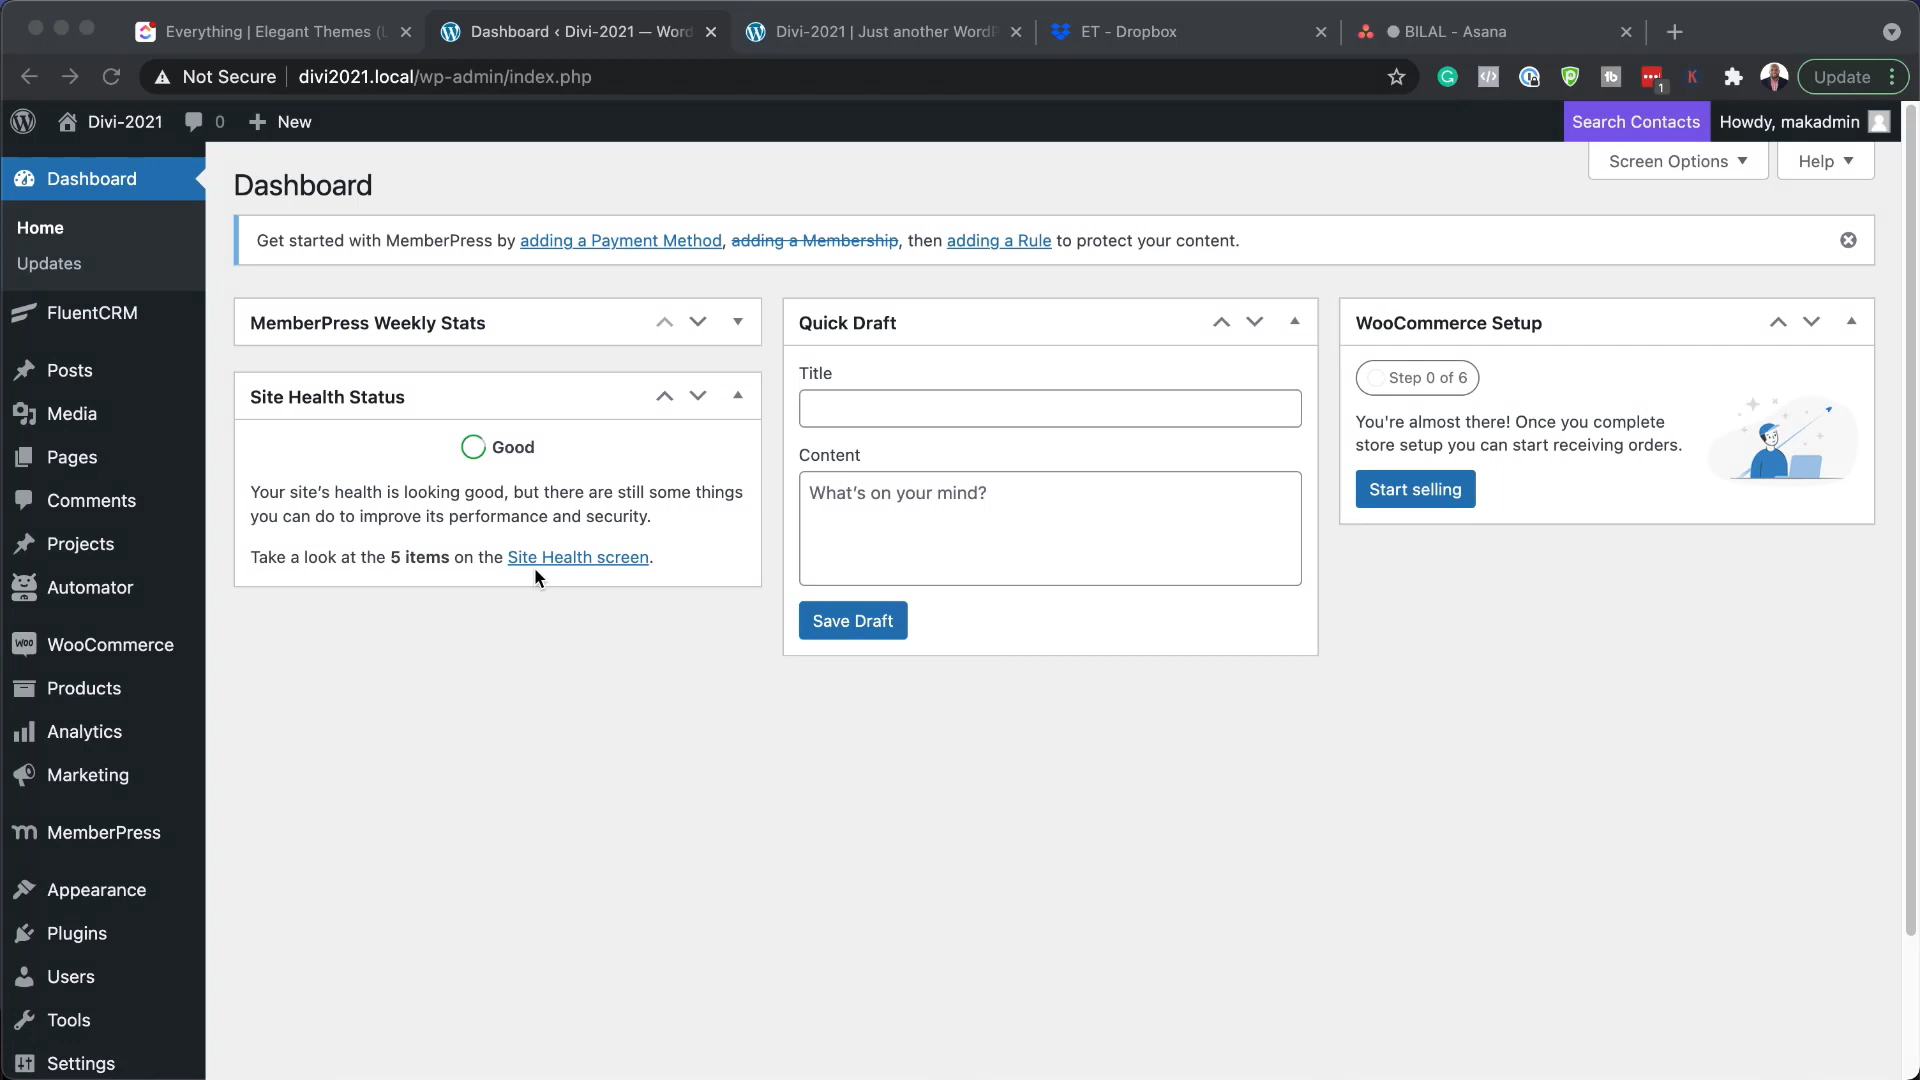 Everything | Elegant Themes (
Dashboard ‹ Divi-2021 — Word
Divi-2021 | Just another WordP
ET - Dropbox
BILAL - Asana
Not Secure
divi2021.local/wp-admin/index.php
1
Update
Divi-2021
0
New
Search Contacts
Howdy, makadmin
Screen Options
Help
Dashboard
Home
Updates
FluentCRM
Posts
Media
Pages
Comments
Projects
Automator
WooCommerce
Products
Analytics
Marketing
MemberPress
Appearance
Plugins
Users
Tools
Settings
Dashboard
Get started with MemberPress by adding a Payment Method, adding a Membership, then adding a Rule to protect your content.
MemberPress Weekly Stats
Site Health Status
Good
Your site's health is looking good, but there are still some things
you can do to improve its performance and security.
Take a look at the 5 items on the Site Health screen.
Quick Draft
Title
Content
What's on your mind?
Save Draft
WooCommerce Setup
Step 0 of 6
You're almost there! Once you complete
store setup you can start receiving orders.
Start selling